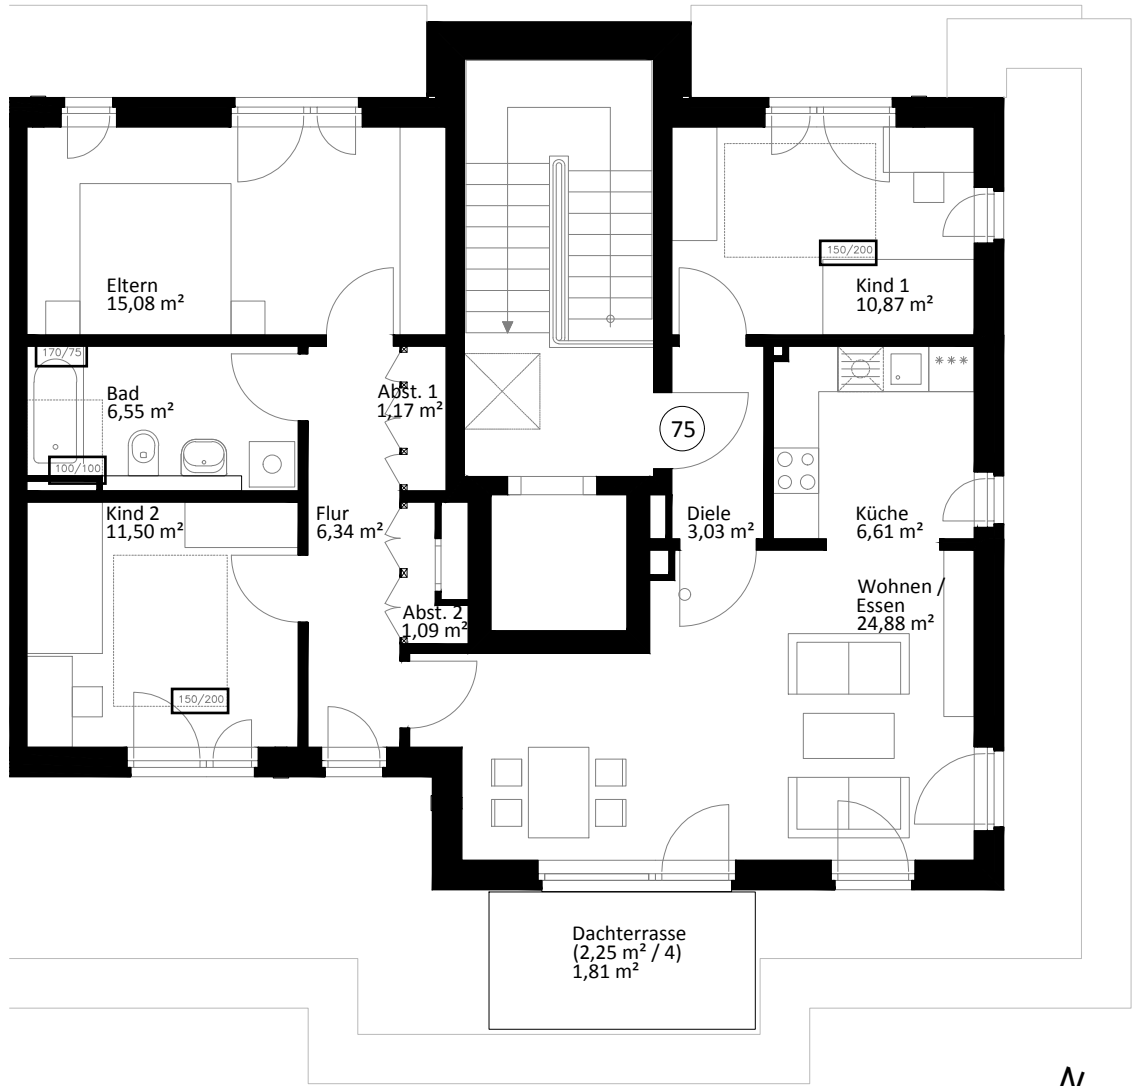 Eltern
15,08 m²
150/200
Kind 1
10,87 m²
170/75
Bad
6,55 m²
Abst. 1
1,17 m²
75
***
100/100
Kind 2
11,50 m²
Flur
6,34 m²
Diele
3,03 m²
Küche
6,61 m²
Wohnen /
Essen
24,88 m²
Abst. 2
1,09 m²
150/200
Dachterrasse
(2,25 m² / 4)
1,81 m²
N